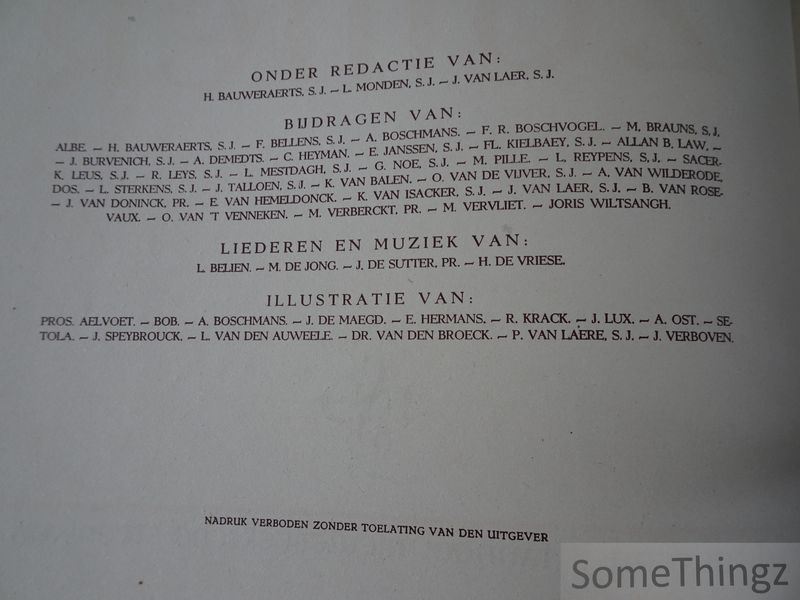 ONDER REDACTIE VAN:
H. BAUWERAERTS, S. J. — L. MONDEN, S. J. — J. VAN LAER, S. J.
BIJDRAGEN VAN:
ALBE. — H. BAUWERAERTS, S. J. — F. BELLENS, S. J. — A. BOSCHMANS. — F. R. BOSCHVOGEL. — M. BRAUNS, S. J.
— J. BURVENICH, S. J. — A. DEMEDTS. — C. HEYMAN. — E. JANSSEN, S. J. — FL. KIELBAEY, S. J. — ALLAN B. LAW, —
K. LEUS, S. J. — R. LEYS, S. J. — L. MESTDAGH, S. J. — G. NOE, S. J. — M. PILLE. — L. REYPENS, S. J. — SACER-
DOS. — L. STERKENS, S. J. — J. TALLOEN, S. J. — K. VAN BALEN. — O. VAN DE VIJVER, S. J. — A. VAN WILDERODE.
— J. VAN DONINCK, PR. — E. VAN HEMELDONCK. — K. VAN ISACKER, S. J. — J. VAN LAER, S. J. — B. VAN ROSE-
VAUX. — O. VAN 'T VENNEKEN. — M. VERBERCKT, PR. — M. VERVLIET. — JORIS WILTSANGH.
LIEDEREN EN MUZIEK VAN:
L. BELIEN. — M. DE JONG. — J. DE SUTTER, PR. — H. DE VRIESE.
ILLUSTRATIE VAN:
PROS. AELVOET. — BOB. — A. BOSCHMANS. — J. DE MAEGD. — E. HERMANS. — R. KRACK. — J. LUX. — A. OST. — SE-
TOLA. — J. SPEYBROUCK. — L. VAN DEN AUWEELE. — DR. VAN DEN BROECK. — P. VAN LAERE, S. J. — J. VERBOVEN.
NADRUK VERBODEN ZONDER TOELATING VAN DEN UITGEVER
SomeThingz